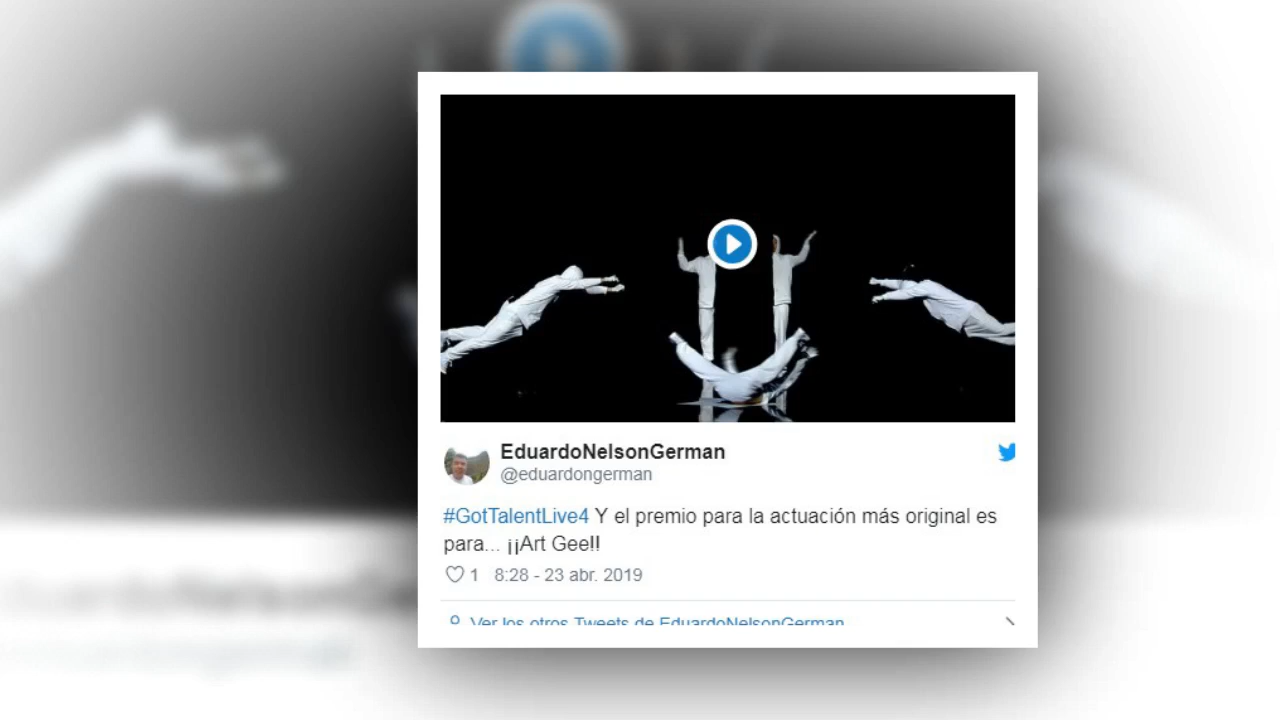 EduardoNelsonGerman
@eduardongerman
#GotTalentLive4 Y el premio para la actuación más original es
para... ¡¡Art Gee!!
1 8:28 - 23 abr. 2019
Ver los otros Tweets de EduardoNelsonGerman